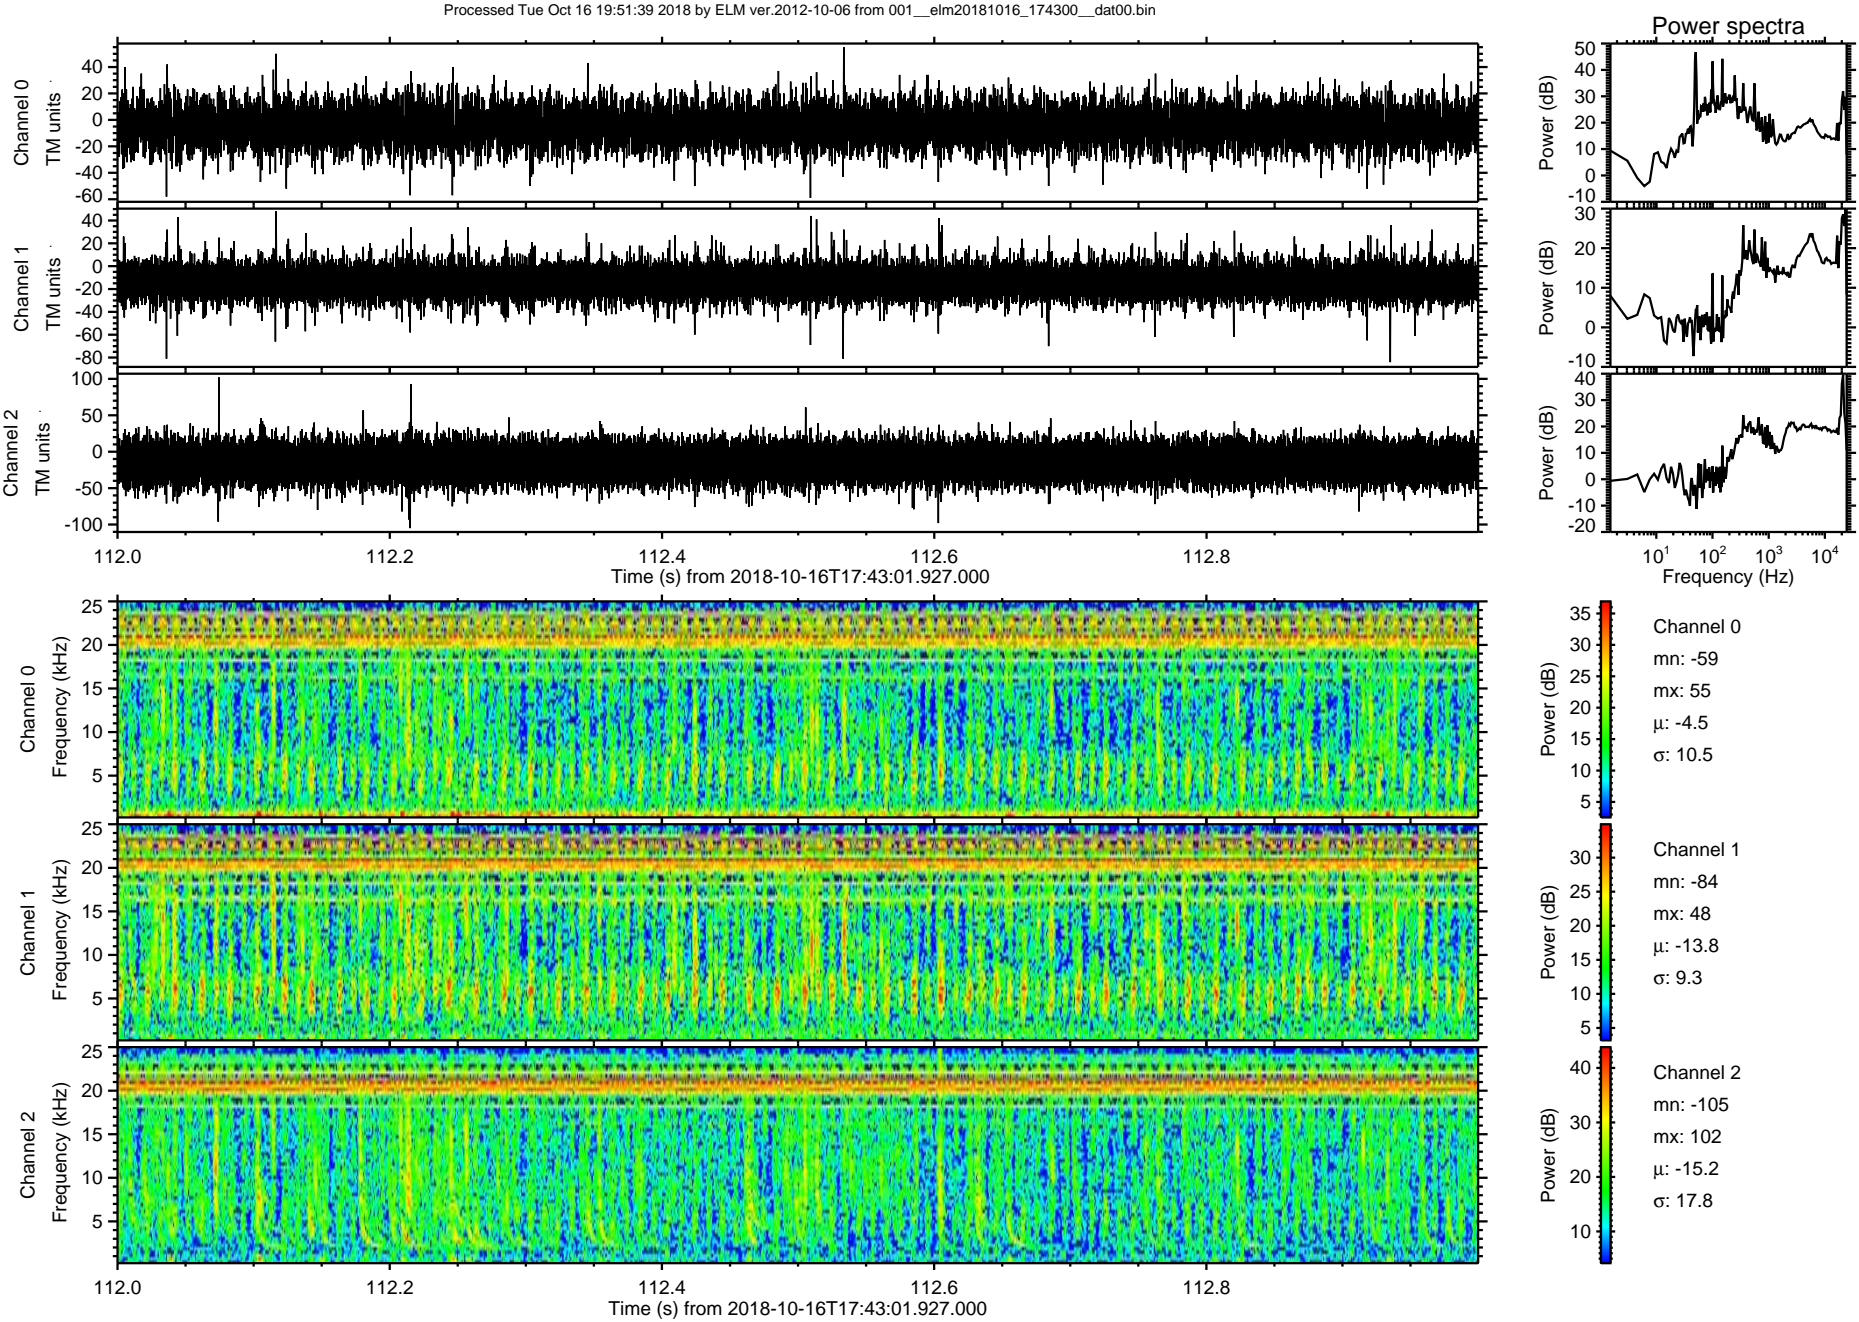 Processed Tue Oct 16 19:51:39 2018 by ELM ver.2012-10-06 from 001__elm20181016_174300__dat00.bin
Power spectra
Channel 0
TM units
40
20
0
-20
-40
-60
Power (dB)
50
40
30
20
10
0
-10
Channel 1
TM units
40
20
0
-20
-40
-60
-80
Power (dB)
30
20
10
0
-10
Channel 2
TM units
100
50
0
-50
-100
Power (dB)
40
30
20
10
0
-10
-20
112.0 112.2 112.4 112.6 112.8
Time (s) from 2018-10-16T17:43:01.927.000
10^1 10^2 10^3 10^4
Frequency (Hz)
Channel 0
Frequency (kHz)
25
20
15
10
5
Power (dB)
35
30
25
20
15
10
5
Channel 0
mn: -59
mx: 55
μ: -4.5
σ: 10.5
Channel 1
Frequency (kHz)
25
20
15
10
5
Power (dB)
30
25
20
15
10
5
Channel 1
mn: -84
mx: 48
μ: -13.8
σ: 9.3
Channel 2
Frequency (kHz)
25
20
15
10
5
Power (dB)
40
30
20
10
Channel 2
mn: -105
mx: 102
μ: -15.2
σ: 17.8
112.0 112.2 112.4 112.6 112.8
Time (s) from 2018-10-16T17:43:01.927.000